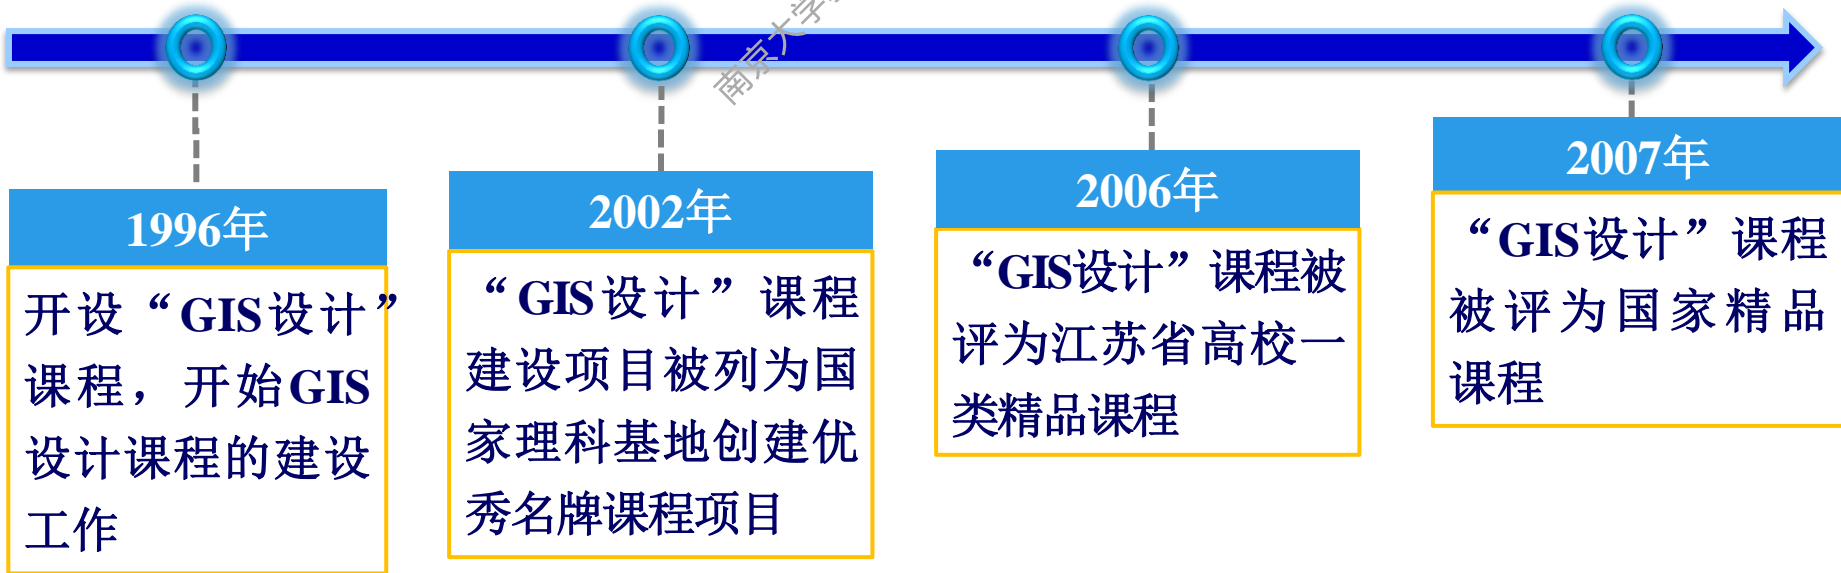 南京大学
1996年
开设“GIS设计”
课程，开始GIS
设计课程的建设
工作
2002年
“GIS设计”课程
建设项目被列为国
家理科基地创建优
秀名牌课程项目
2006年
“GIS设计”课程被
评为江苏省高校一
类精品课程
2007年
“GIS设计”课程
被评为国家精品
课程